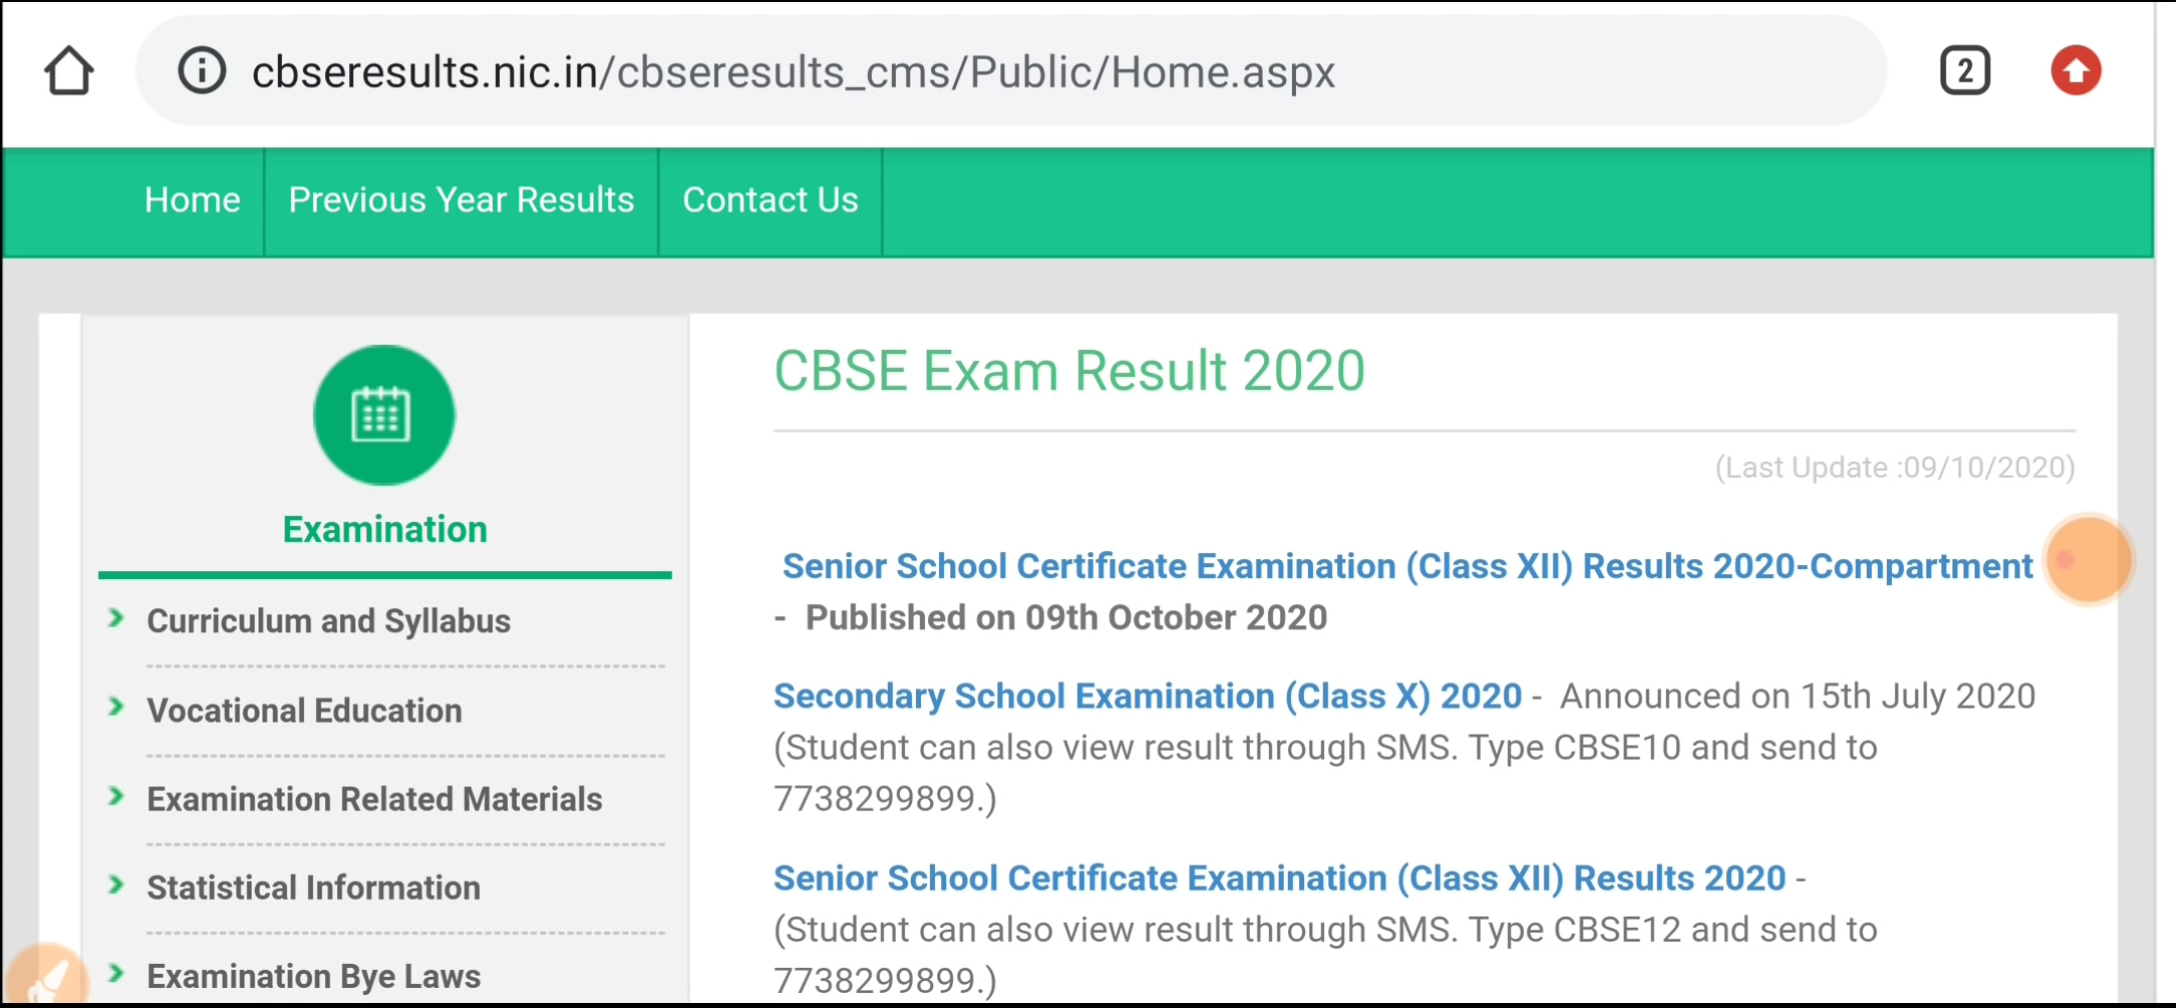 cbseresults.nic.in/cbseresults_cms/Public/Home.aspx
2
Home
Previous Year Results
Contact Us
Examination
Curriculum and Syllabus
Vocational Education
Examination Related Materials
Statistical Information
Examination Bye Laws
CBSE Exam Result 2020
(Last Update :09/10/2020)
Senior School Certificate Examination (Class XII) Results 2020-Compartment
- Published on 09th October 2020
Secondary School Examination (Class X) 2020 - Announced on 15th July 2020
(Student can also view result through SMS. Type CBSE10 and send to
7738299899.)
Senior School Certificate Examination (Class XII) Results 2020 -
(Student can also view result through SMS. Type CBSE12 and send to
7738299899.)